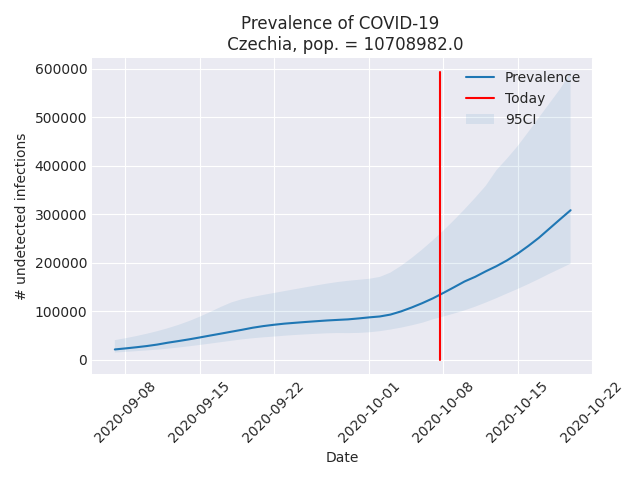 Prevalence of COVID-19
Czechia, pop. = 10708982.0
600000
500000
400000
300000
200000
100000
0
# undetected infections
Prevalence
Today
95CI
2020-09-08
2020-09-15
2020-09-22
2020-10-01
2020-10-08
2020-10-15
2020-10-22
Date